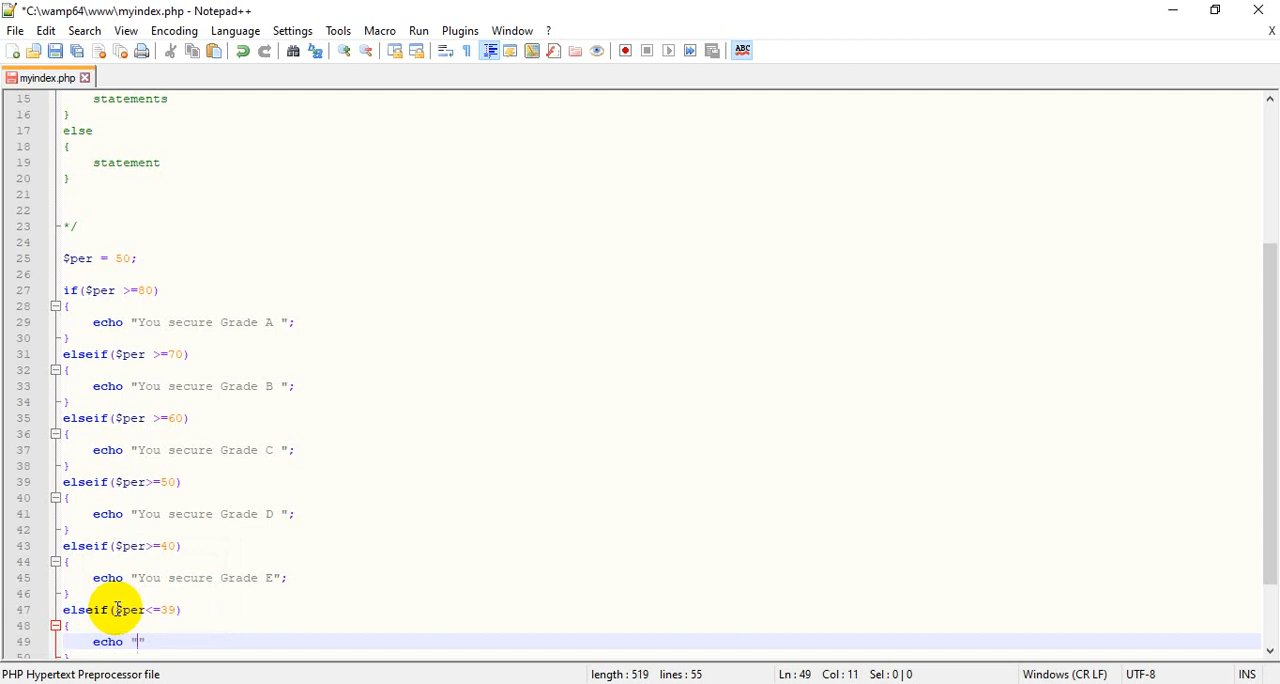 *C:\wamp64\www\myindex.php - Notepad++
File Edit Search View Encoding Language Settings Tools Macro Run Plugins Window ? X
ABC
myindex.php
15 statements
16 }
17 else
18 {
19 statement
20 }
21
22
23 */
24
25 $per = 50;
26
27 if($per >=80)
28 {
29 echo "You secure Grade A ";
30 }
31 elseif($per >=70)
32 {
33 echo "You secure Grade B ";
34 }
35 elseif($per >=60)
36 {
37 echo "You secure Grade C ";
38 }
39 elseif($per>=50)
40 {
41 echo "You secure Grade D ";
42 }
43 elseif($per>=40)
44 {
45 echo "You secure Grade E";
46 }
47 elseif($per<=39)
48 {
49 echo ""
50 }
PHP Hypertext Preprocessor file length : 519 lines : 55 Ln : 49 Col : 11 Sel : 0 | 0 Windows (CR LF) UTF-8 INS